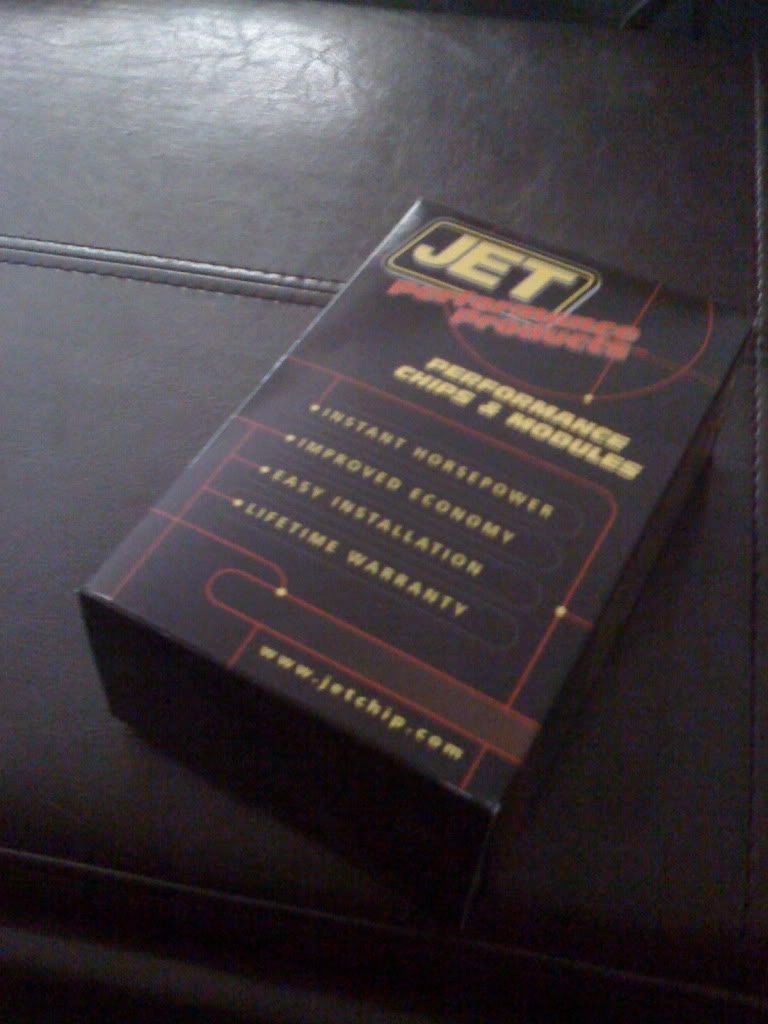 JET
performance
products
PERFORMANCE
CHIPS & MODULES
•INSTANT HORSEPOWER
•IMPROVED ECONOMY
•EASY INSTALLATION
•LIFETIME WARRANTY
www.jetchip.com